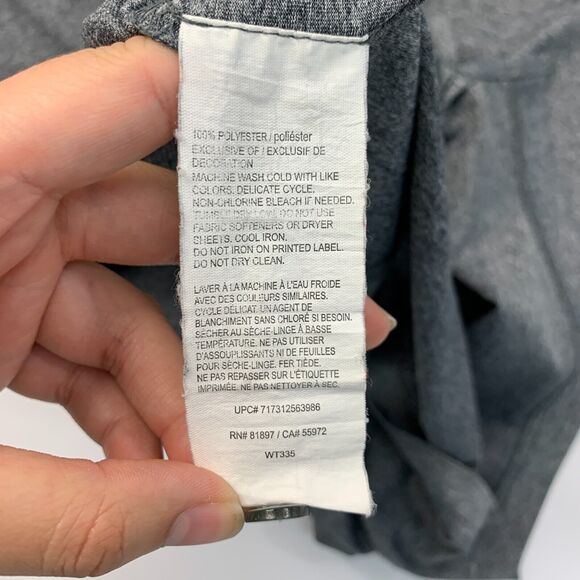 100% POLYESTER / poliéster
EXCLUSIVE OF / EXCLUSIF DE
DECORATION
MACHINE WASH COLD WITH LIKE
COLORS. DELICATE CYCLE.
NON-CHLORINE BLEACH IF NEEDED.
TUMBLE DRY LOW. DO NOT USE
FABRIC SOFTENERS OR DRYER
SHEETS. COOL IRON.
DO NOT IRON ON PRINTED LABEL.
DO NOT DRY CLEAN.
LAVER À LA MACHINE À L'EAU FROIDE
AVEC DES COULEURS SIMILAIRES.
CYCLE DÉLICAT. UN AGENT DE
BLANCHIMENT SANS CHLORE SI BESOIN.
SÉCHER AU SÈCHE-LINGE À BASSE
TEMPÉRATURE. NE PAS UTILISER
D'ASSOUPLISSANTS NI DE FEUILLES
POUR SÈCHE-LINGE. FER TIÈDE.
NE PAS REPASSER SUR L'ÉTIQUETTE
IMPRIMÉE. NE PAS NETTOYER À SEC.
UPC# 717312563986
RN# 81897 / CA# 55972
WT335